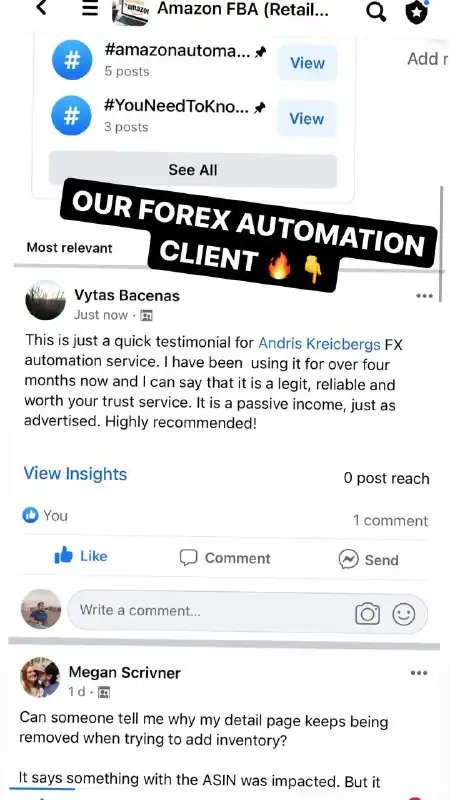 Amazon FBA (Retail...
#amazonautoma...
5 posts
View
Add r
#YouNeedToKno...
3 posts
View
See All
OUR FOREX AUTOMATION
CLIENT 🔥👇
Most relevant
Vytas Bacenas
Just now ·
This is just a quick testimonial for Andris Kreicbergs FX
automation service. I have been using it for over four
months now and I can say that it is a legit, reliable and
worth your trust service. It is a passive income, just as
advertised. Highly recommended!
View Insights
0 post reach
You
1 comment
Like
Comment
Send
Write a comment...
Megan Scrivner
1 d ·
Can someone tell me why my detail page keeps being
removed when trying to add inventory?
It says something with the ASIN was impacted. But it